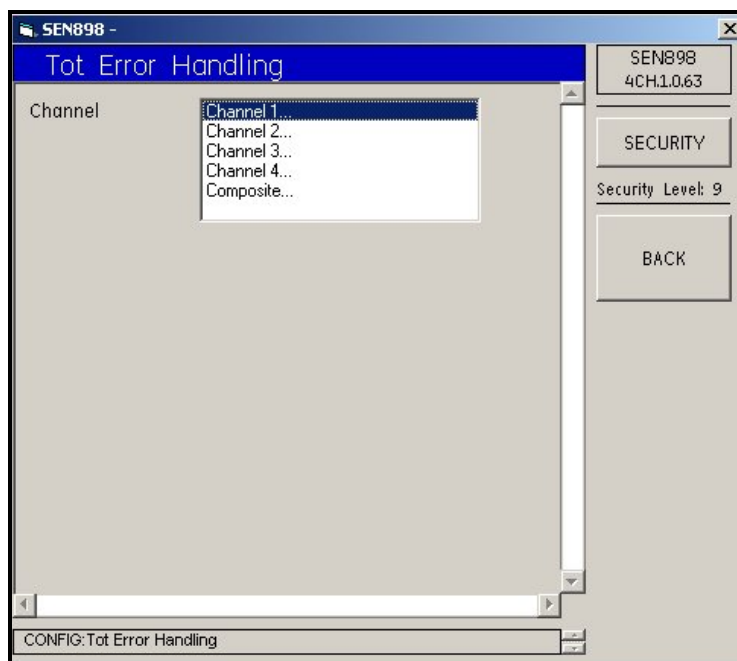 SEN898 -
Tot Error Handling
SEN898
4CH.1.0.63
Channel
Channel 1...
Channel 2...
Channel 3...
Channel 4...
Composite...
SECURITY
Security Level: 9
BACK
CONFIG:Tot Error Handling